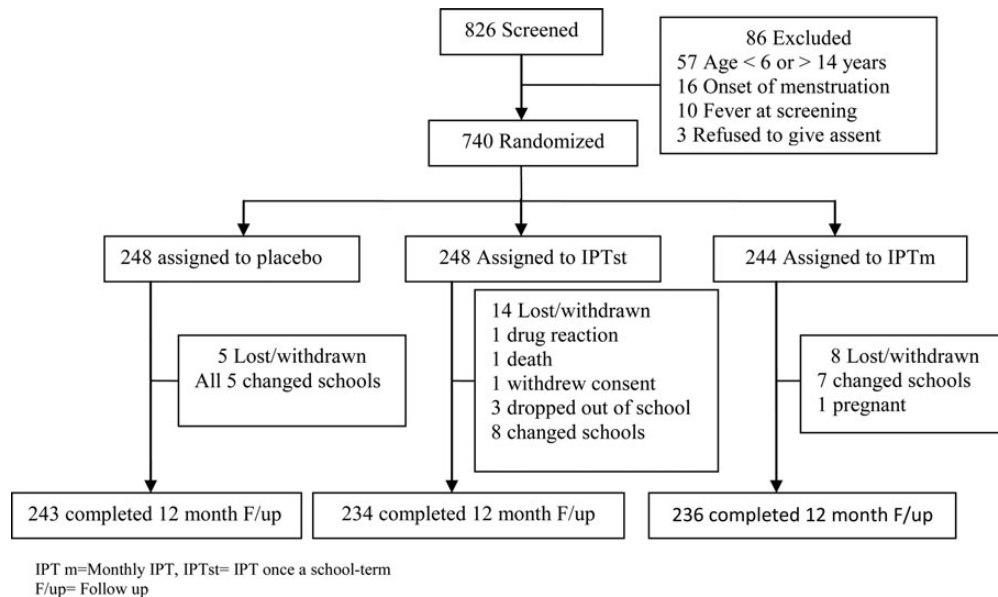 826 Screened
86 Excluded
57 Age < 6 or > 14 years
16 Onset of menstruation
10 Fever at screening
3 Refused to give assent
740 Randomized
248 assigned to placebo
248 Assigned to IPTst
244 Assigned to IPTm
5 Lost/withdrawn
All 5 changed schools
14 Lost/withdrawn
1 drug reaction
1 death
1 withdrew consent
3 dropped out of school
8 changed schools
8 Lost/withdrawn
7 changed schools
1 pregnant
243 completed 12 month F/up
234 completed 12 month F/up
236 completed 12 month F/up
IPT m=Monthly IPT, IPTst= IPT once a school-term
F/up= Follow up